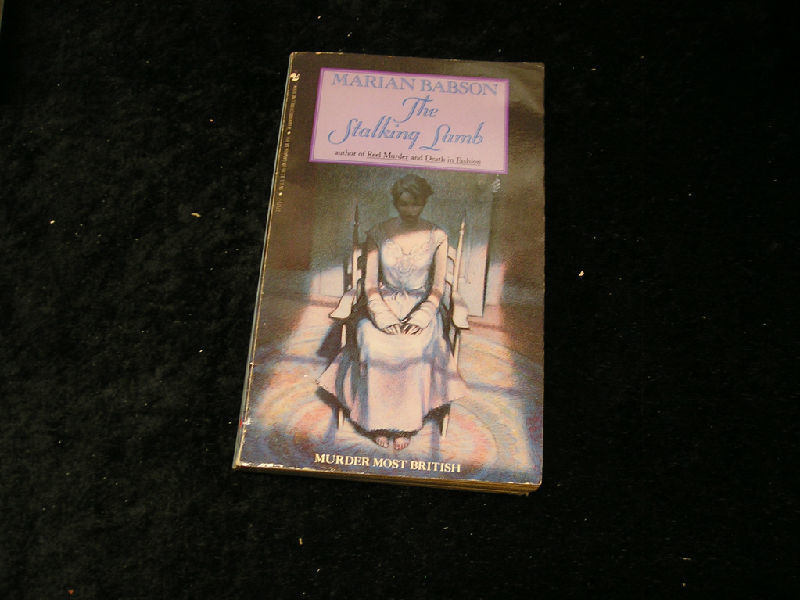 MARIAN BABSON
The
Stalking Lamb
author of Reel Murder and Death in Fashion
MURDER MOST BRITISH